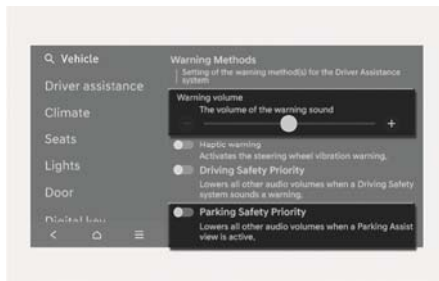 Vehicle
Driver assistance
Climate
Seats
Lights
Door
Digital key
Warning Methods
Setting of the warning method(s) for the Driver Assistance
system
Warning volume
The volume of the warning sound
Haptic warning
Activates the steering wheel vibration warning.
Driving Safety Priority
Lowers all other audio volumes when a Driving Safety
system sounds a warning.
Parking Safety Priority
Lowers all other audio volumes when a Parking Assist
view is active.